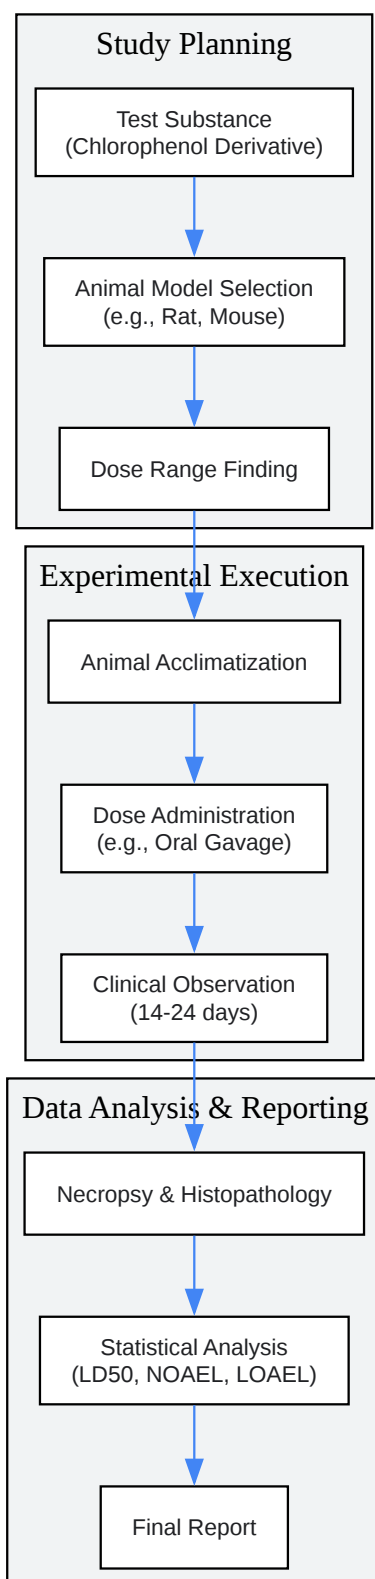 Study Planning
Test Substance
(Chlorophenol Derivative)
Animal Model Selection
(e.g., Rat, Mouse)
Dose Range Finding
Experimental Execution
Animal Acclimatization
Dose Administration
(e.g., Oral Gavage)
Clinical Observation
(14-24 days)
Data Analysis & Reporting
Necropsy & Histopathology
Statistical Analysis
(LD50, NOAEL, LOAEL)
Final Report